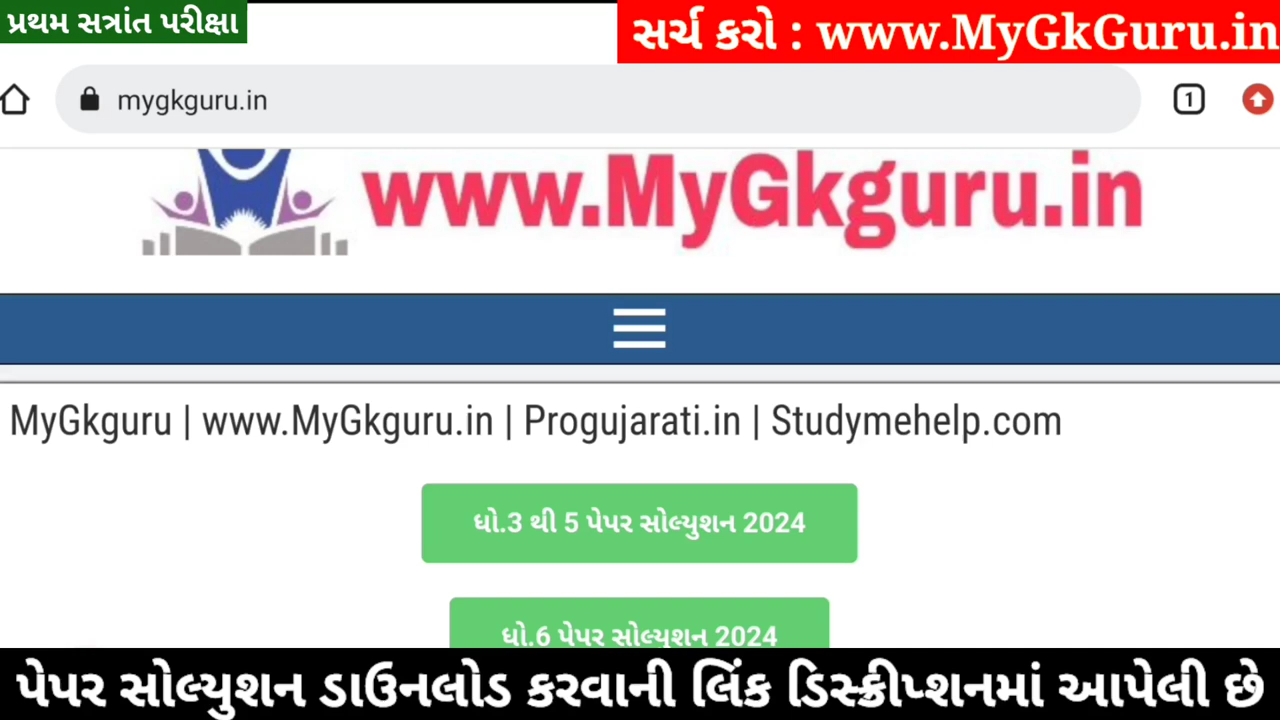 પ્રથમ સત્રાંત પરીક્ષા
સર્ચ કરો : www.MyGkGuru.in
mygkguru.in
1
www.MyGkguru.in
MyGkguru | www.MyGkguru.in | Progujarati.in | Studymehelp.com
ધો.3 થી 5 પેપર સોલ્યુશન 2024
ધો.6 પેપર સોલ્યુશન 2024
પેપર સોલ્યુશન ડાઉનલોડ કરવાની લિંક ડિસ્ક્રીપ્શનમાં આપેલી છે